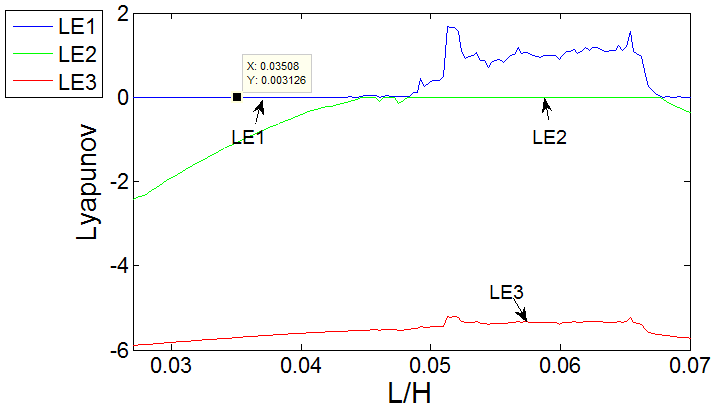 LE1
LE2
LE3
2
0
-2
-4
-6
Lyapunov
X: 0.03508
Y: 0.003126
LE1
LE2
LE3
0.03
0.04
0.05
0.06
0.07
L/H